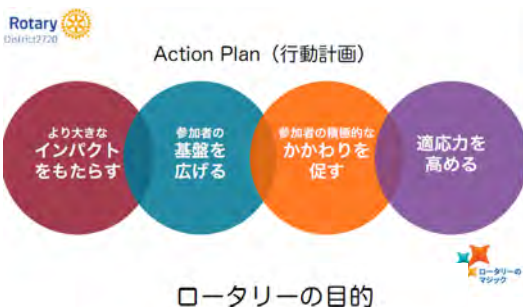 Rotary
District2720
Action Plan（行動計画）
より大きな
インパクト
をもたらす
参加者の
基盤を
広げる
参加者の積極的な
かかわりを
促す
適応力を
高める
ロータリーの
マジック
ロータリーの目的